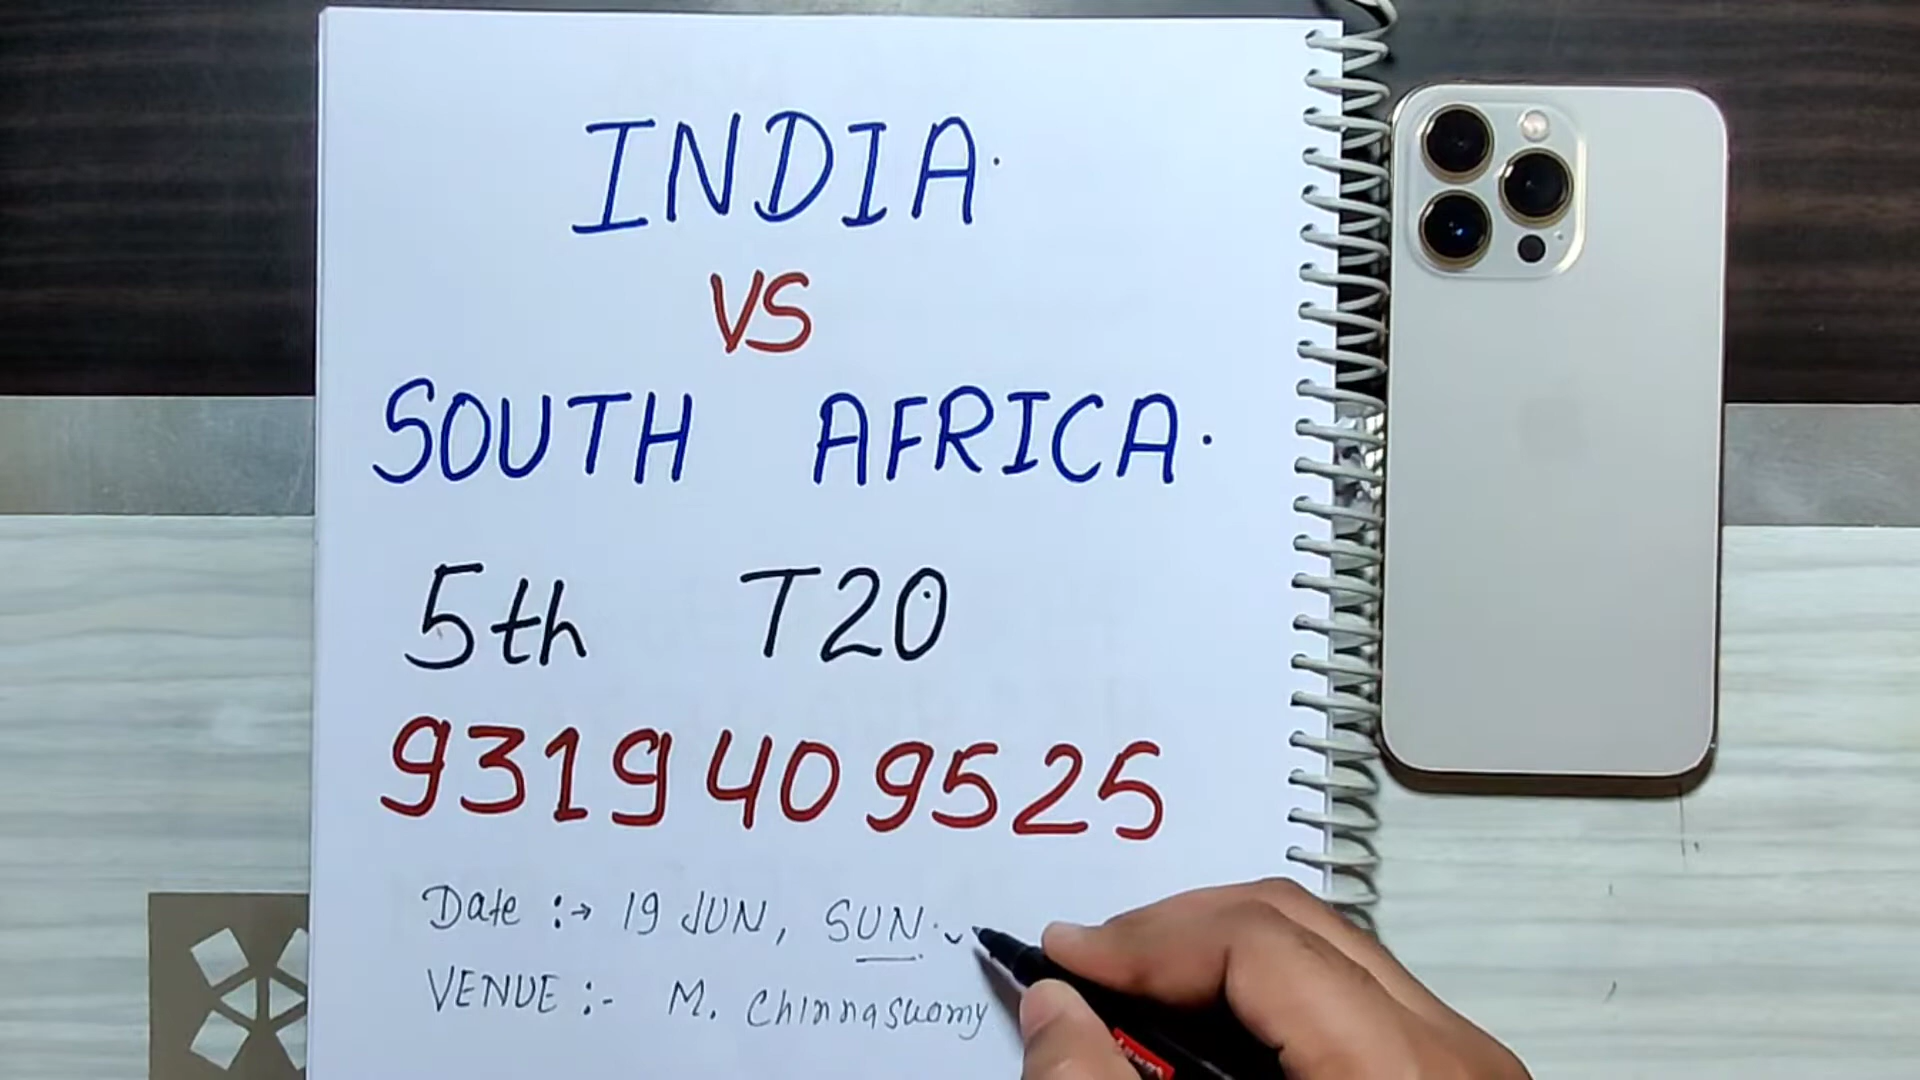 INDIA.
VS
SOUTH AFRICA.
5th T20
9319409525
Date :→ 19 JUN, SUN.
VENUE :- M. Chinnaswamy